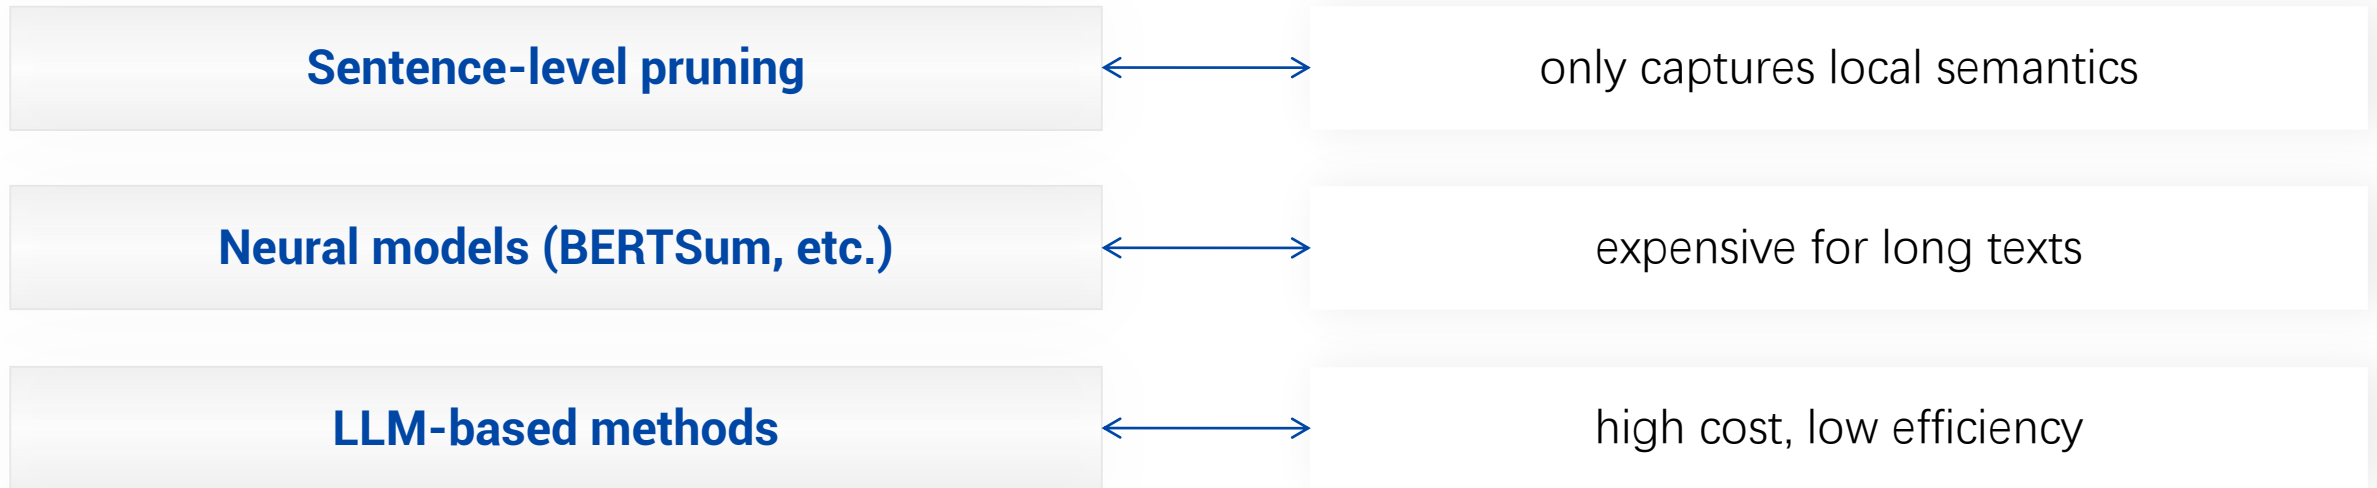 Sentence-level pruning
only captures local semantics
Neural models (BERTSum, etc.)
expensive for long texts
LLM-based methods
high cost, low efficiency